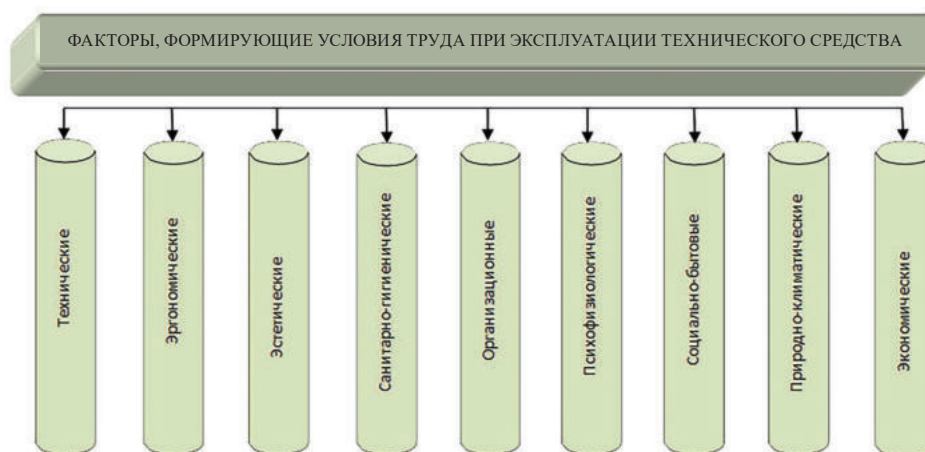 ФАКТОРЫ, ФОРМИРУЮЩИЕ УСЛОВИЯ ТРУДА ПРИ ЭКСПЛУАТАЦИИ ТЕХНИЧЕСКОГО СРЕДСТВА
Технические
Эргономические
Эстетические
Санитарно-гигиенические
Организационные
Психофизиологические
Социально-бытовые
Природно-климатические
Экономические